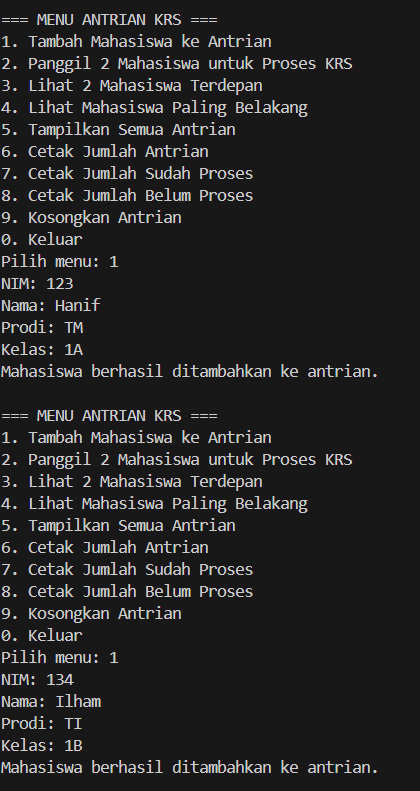 === MENU ANTRIAN KRS ===
1. Tambah Mahasiswa ke Antrian
2. Panggil 2 Mahasiswa untuk Proses KRS
3. Lihat 2 Mahasiswa Terdepan
4. Lihat Mahasiswa Paling Belakang
5. Tampilkan Semua Antrian
6. Cetak Jumlah Antrian
7. Cetak Jumlah Sudah Proses
8. Cetak Jumlah Belum Proses
9. Kosongkan Antrian
0. Keluar
Pilih menu: 1
NIM: 123
Nama: Hanif
Prodi: TM
Kelas: 1A
Mahasiswa berhasil ditambahkan ke antrian.

=== MENU ANTRIAN KRS ===
1. Tambah Mahasiswa ke Antrian
2. Panggil 2 Mahasiswa untuk Proses KRS
3. Lihat 2 Mahasiswa Terdepan
4. Lihat Mahasiswa Paling Belakang
5. Tampilkan Semua Antrian
6. Cetak Jumlah Antrian
7. Cetak Jumlah Sudah Proses
8. Cetak Jumlah Belum Proses
9. Kosongkan Antrian
0. Keluar
Pilih menu: 1
NIM: 134
Nama: Ilham
Prodi: TI
Kelas: 1B
Mahasiswa berhasil ditambahkan ke antrian.